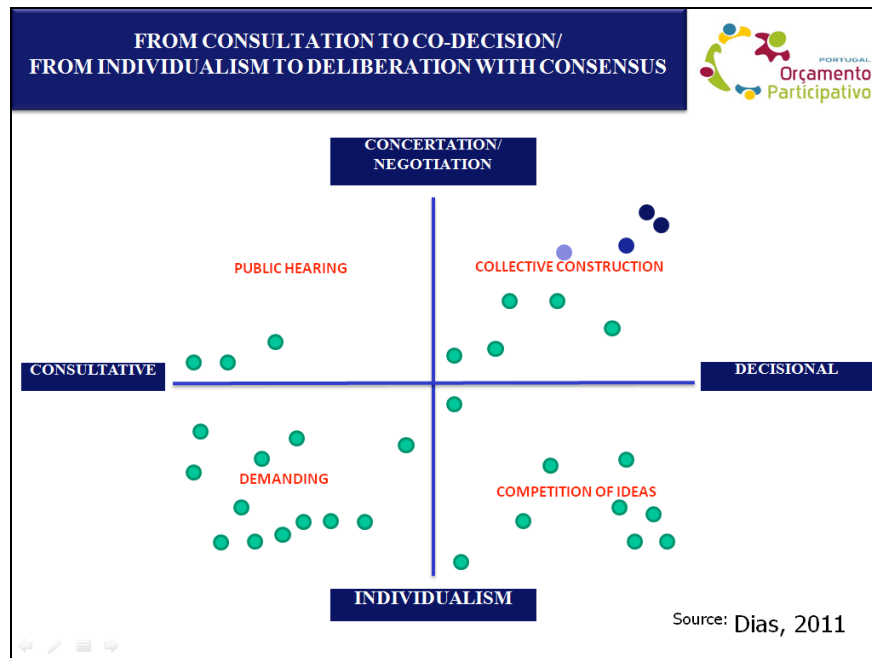 FROM CONSULTATION TO CO-DECISION/
FROM INDIVIDUALISM TO DELIBERATION WITH CONSENSUS
PORTUGAL
Orçamento
Participativo
CONCERTATION/
NEGOTIATION
PUBLIC HEARING
COLLECTIVE CONSTRUCTION
CONSULTATIVE
DECISIONAL
DEMANDING
COMPETITION OF IDEAS
INDIVIDUALISM
Source: Dias, 2011